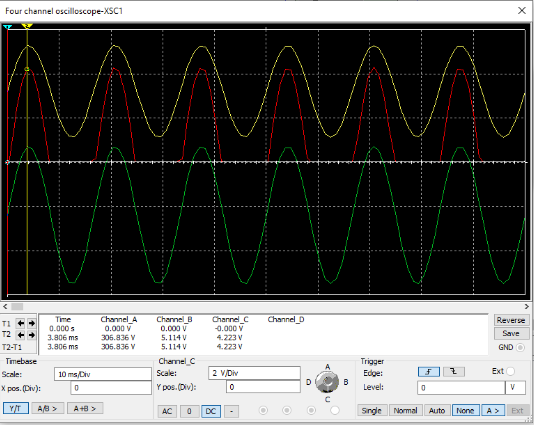 Four channel oscilloscope-XSC1
Time Channel_A Channel_B Channel_C Channel_D
T1 0.000 s 0.000 V 0.000 V -0.000 V
T2 3.806 ms 306.836 V 5.114 V 4.223 V
T2-T1 3.806 ms 306.836 V 5.114 V 4.223 V
Reverse
Save
GND
Timebase
Scale: 10 ms/Div
X pos.(Div): 0
Y/T A/B > A+B >
Channel_C
Scale: 2 V/Div
Y pos.(Div): 0
AC 0 DC -
A
D B
C
Trigger
Edge: Ext
Level: 0 V
Single Normal Auto None A > Ext